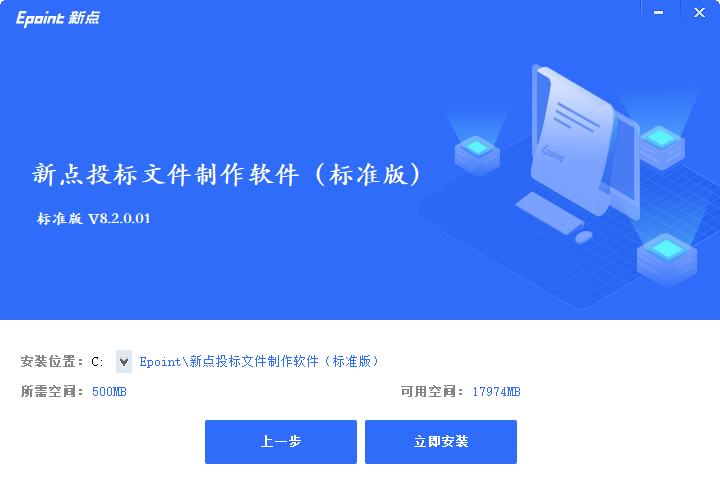 Epoint 新点
新点投标文件制作软件（标准版）
标准版 V8.2.0.01
Epoint
安装位置： C: Epoint\新点投标文件制作软件（标准版）
所需空间： 500MB 可用空间： 17974MB
上一步 立即安装